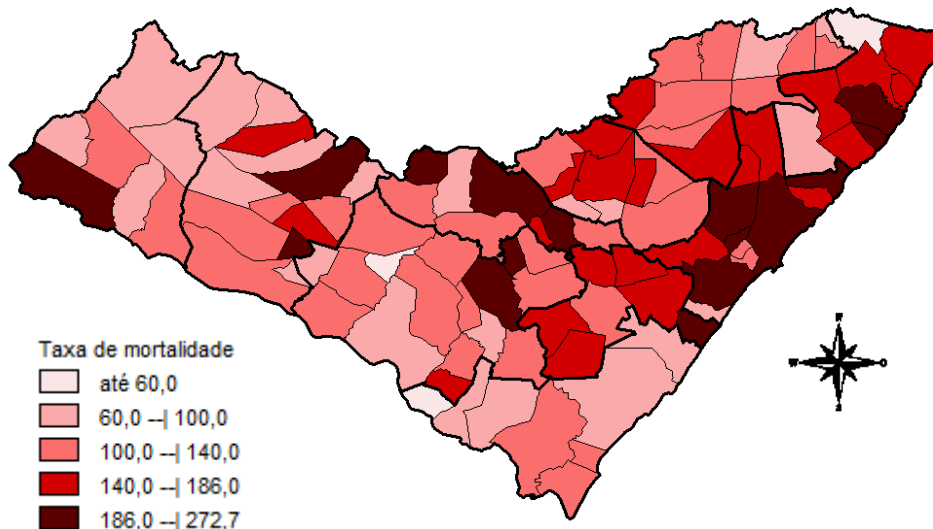 Taxa de mortalidade
até 60,0
60,0 --| 100,0
100,0 --| 140,0
140,0 --| 186,0
186,0 --| 272,7